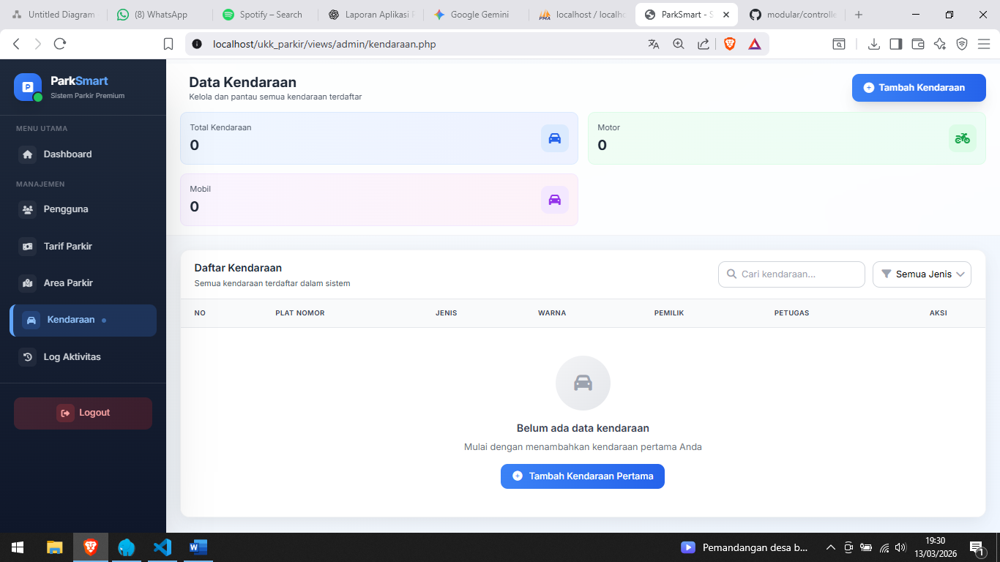 Untitled Diagram
(8) WhatsApp
Spotify – Search
Laporan Aplikasi
Google Gemini
localhost / localho
ParkSmart - S
modular/controlle
localhost/ukk_parkir/views/admin/kendaraan.php
P
ParkSmart
Sistem Parkir Premium
MENU UTAMA
Dashboard
MANAJEMEN
Pengguna
Tarif Parkir
Area Parkir
Kendaraan
Log Aktivitas
Logout
Data Kendaraan
Kelola dan pantau semua kendaraan terdaftar
Tambah Kendaraan
Total Kendaraan
0
Motor
0
Mobil
0
Daftar Kendaraan
Semua kendaraan terdaftar dalam sistem
Cari kendaraan...
Semua Jenis
NO PLAT NOMOR JENIS WARNA PEMILIK PETUGAS AKSI
Belum ada data kendaraan
Mulai dengan menambahkan kendaraan pertama Anda
Tambah Kendaraan Pertama
Pemandangan desa b...
19:30
13/03/2026
1